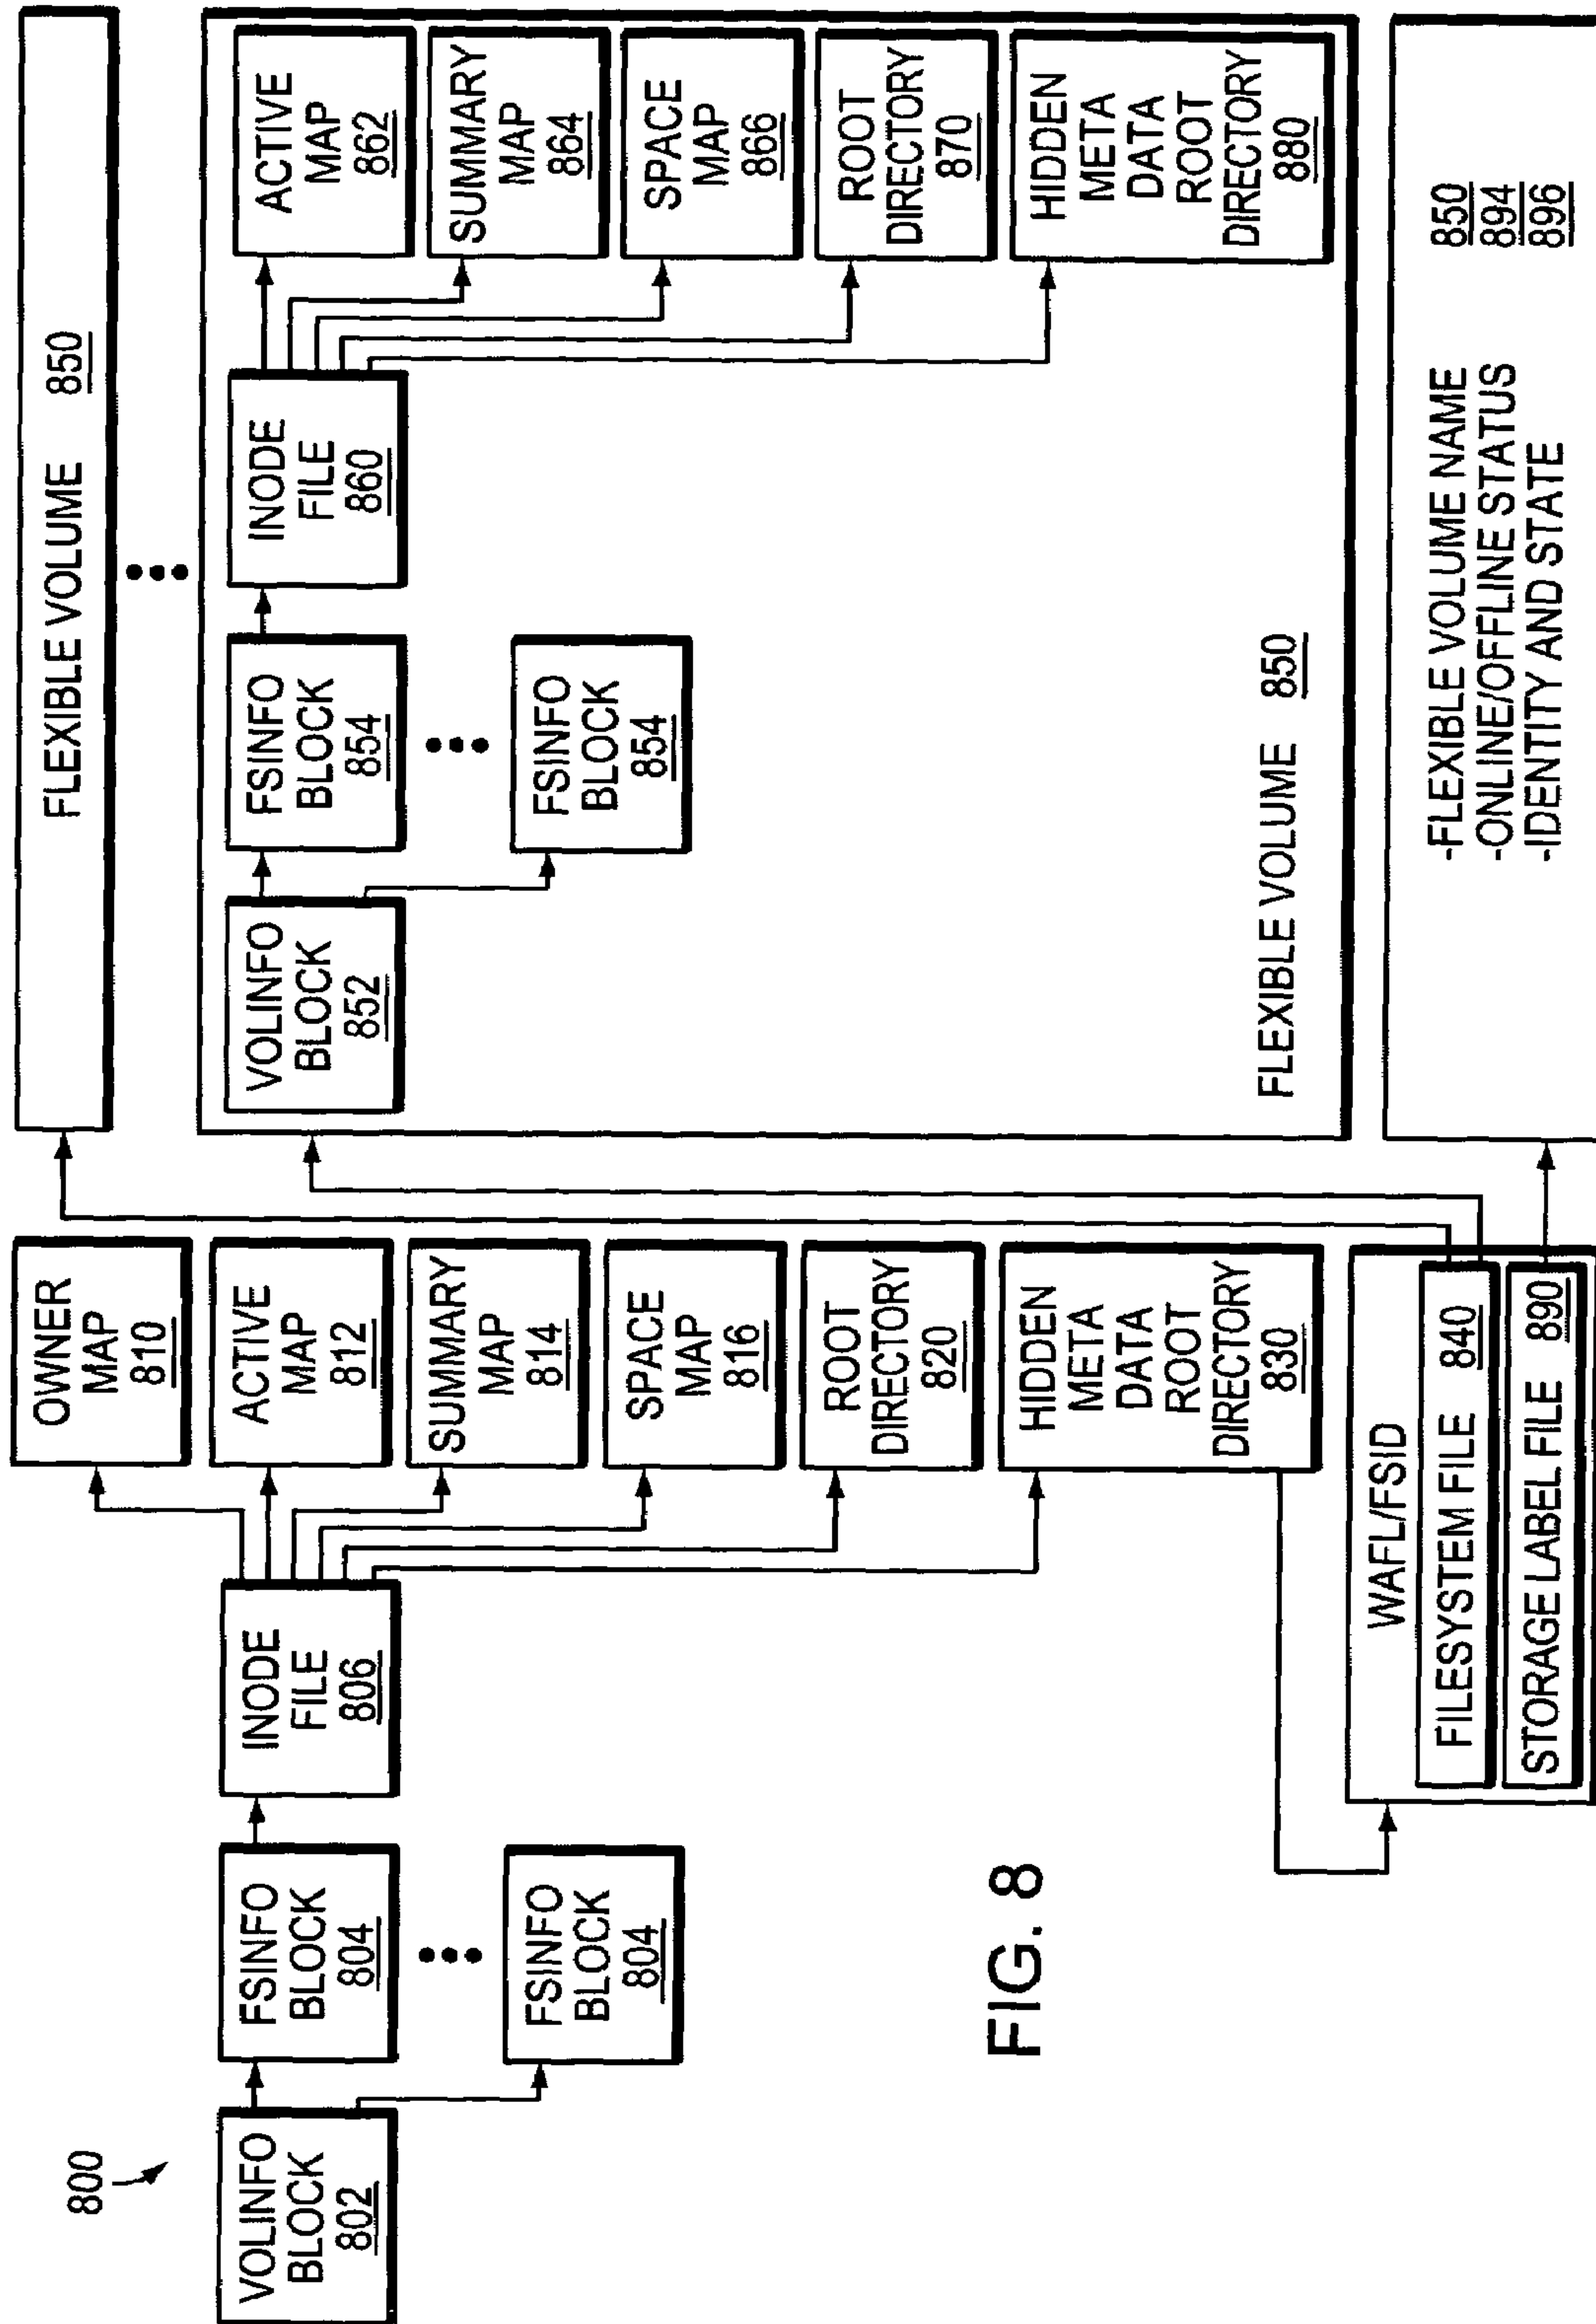 800
VOLINFO
BLOCK
802
FSINFO
BLOCK
804
FSINFO
BLOCK
804
INODE
FILE
806
OWNER
MAP
810
ACTIVE
MAP
812
SUMMARY
MAP
814
SPACE
MAP
816
ROOT
DIRECTORY
820
HIDDEN
META
DATA
ROOT
DIRECTORY
830
WAFL/FSID
FILESYSTEM FILE 840
STORAGE LABEL FILE 890
FLEXIBLE VOLUME 850
VOLINFO
BLOCK
852
FSINFO
BLOCK
854
FSINFO
BLOCK
854
INODE
FILE
860
ACTIVE
MAP
862
SUMMARY
MAP
864
SPACE
MAP
866
ROOT
DIRECTORY
870
HIDDEN
META
DATA
ROOT
DIRECTORY
880
FLEXIBLE VOLUME 850
-FLEXIBLE VOLUME NAME 850
-ONLINE/OFFLINE STATUS 894
-IDENTITY AND STATE 896
FIG. 8